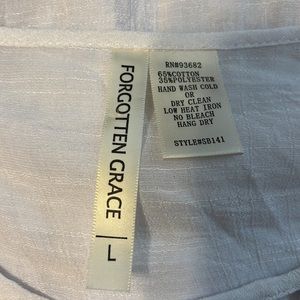 FORGOTTEN GRACE L
RN#93682
65%COTTON
35%POLYESTER
HAND WASH COLD
OR
DRY CLEAN
LOW HEAT IRON
NO BLEACH
HANG DRY
STYLE#SB141